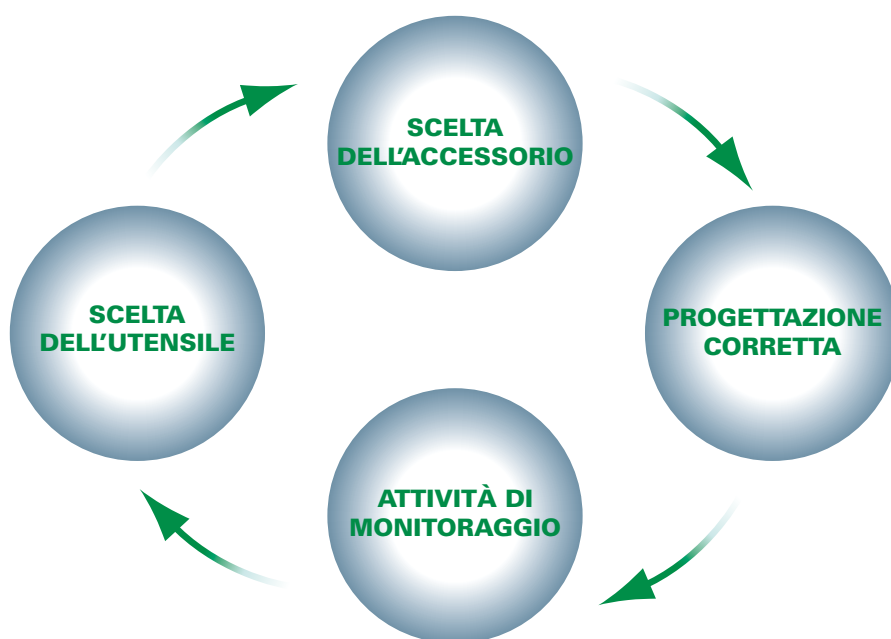 SCELTA
DELL'ACCESSORIO
SCELTA
DELL'UTENSILE
PROGETTAZIONE
CORRETTA
ATTIVITÀ DI
MONITORAGGIO